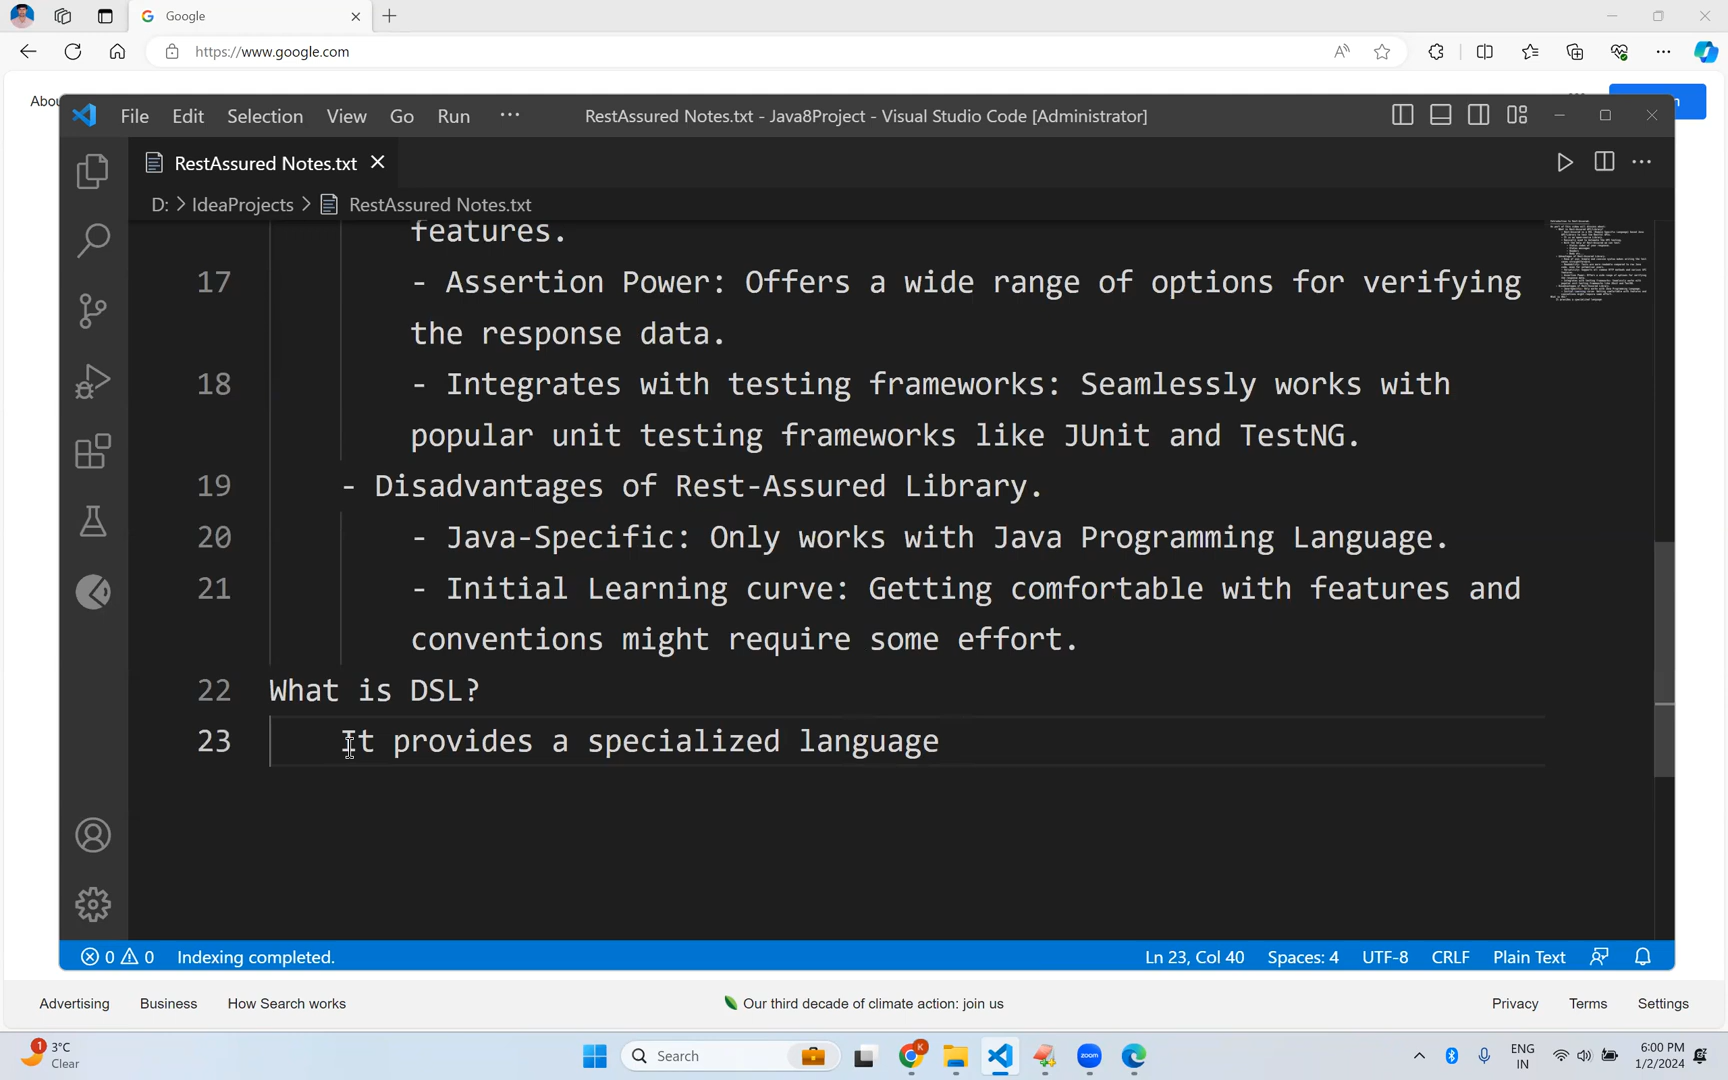 Google
https://www.google.com
Abou
File Edit Selection View Go Run ···
RestAssured Notes.txt - Java8Project - Visual Studio Code [Administrator]
RestAssured Notes.txt
D: > IdeaProjects > RestAssured Notes.txt
features.
17 - Assertion Power: Offers a wide range of options for verifying
the response data.
18 - Integrates with testing frameworks: Seamlessly works with
popular unit testing frameworks like JUnit and TestNG.
19 - Disadvantages of Rest-Assured Library.
20 - Java-Specific: Only works with Java Programming Language.
21 - Initial Learning curve: Getting comfortable with features and
conventions might require some effort.
22 What is DSL?
23 It provides a specialized language
0 0 Indexing completed.
Ln 23, Col 40 Spaces: 4 UTF-8 CRLF Plain Text
Advertising Business How Search works
Our third decade of climate action: join us
Privacy Terms Settings
1 3°C
Clear
Search
K
zoom
ENG
IN
6:00 PM
1/2/2024